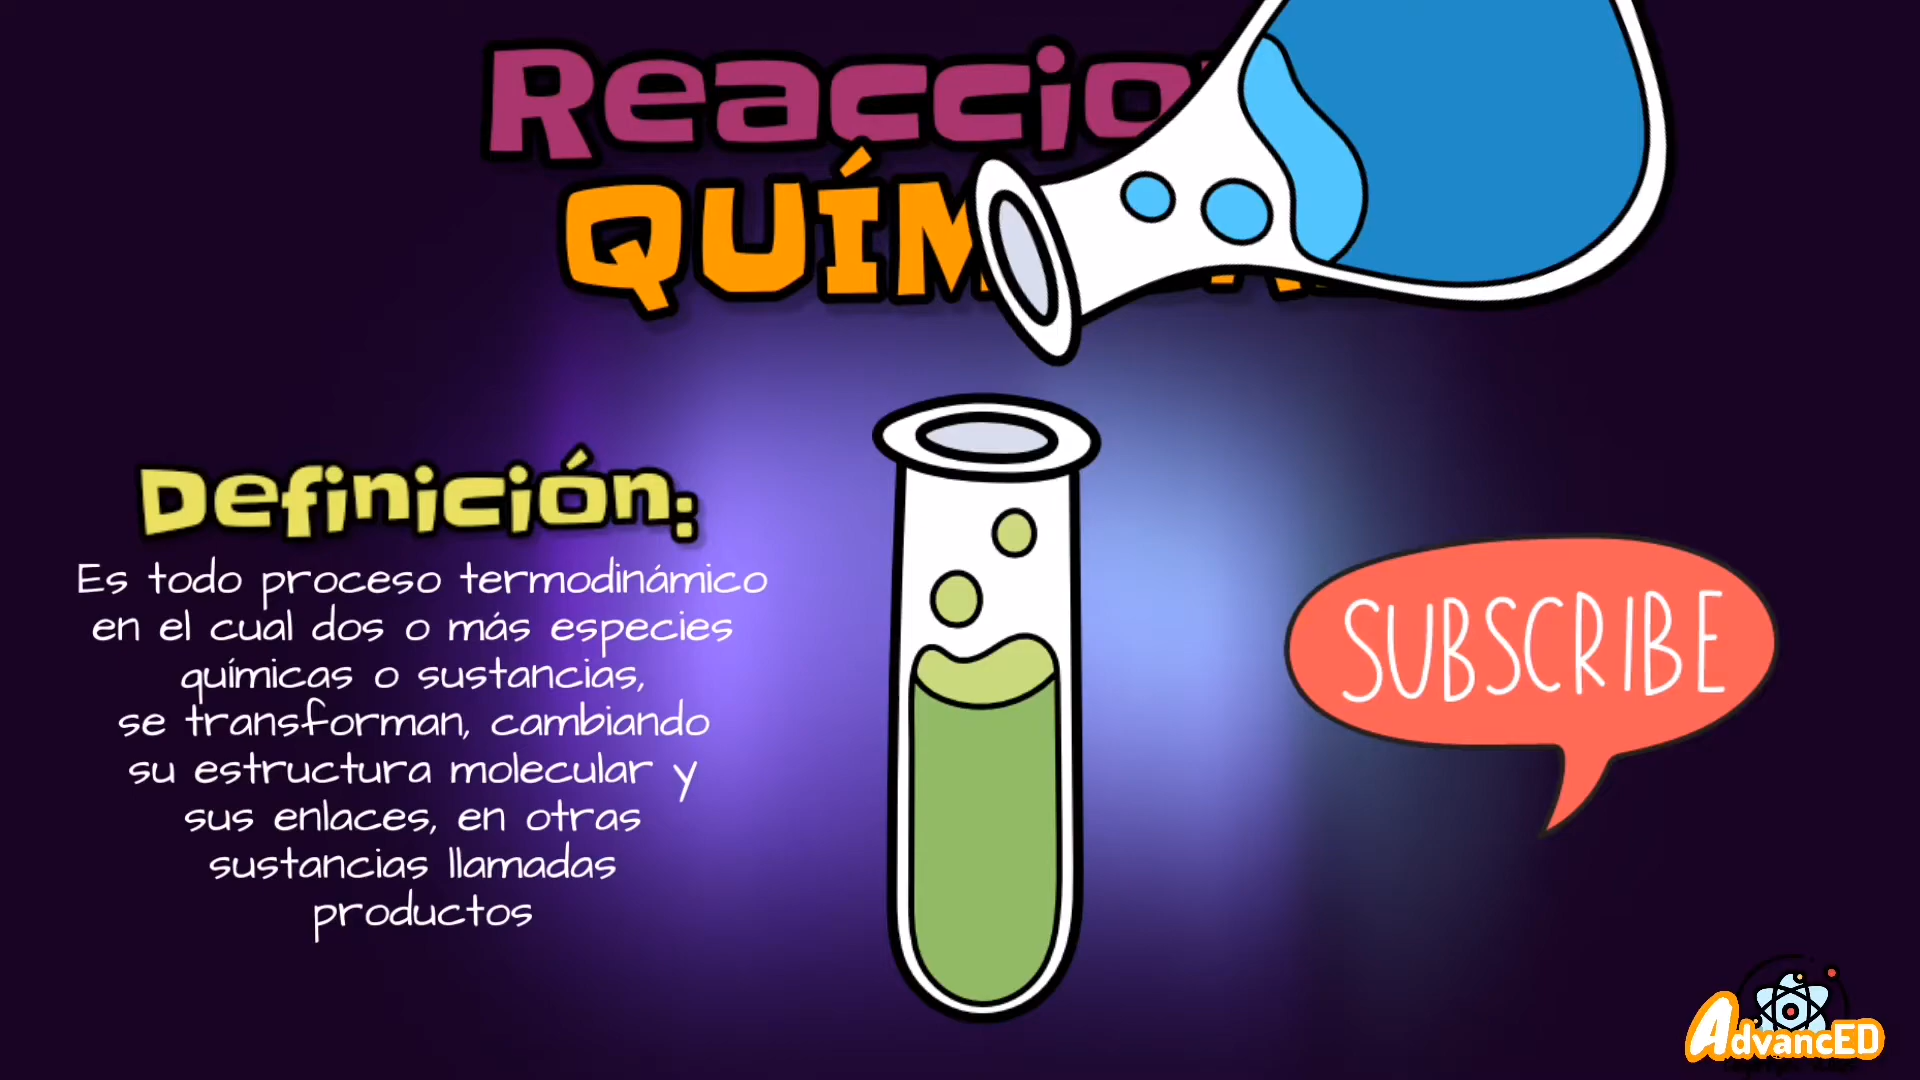 Reaccio
QUÍM
Definición:
Es todo proceso termodinámico
en el cual dos o más especies
químicas o sustancias,
se transforman, cambiando
su estructura molecular y
sus enlaces, en otras
sustancias llamadas
productos
SUBSCRIBE
AdvancED